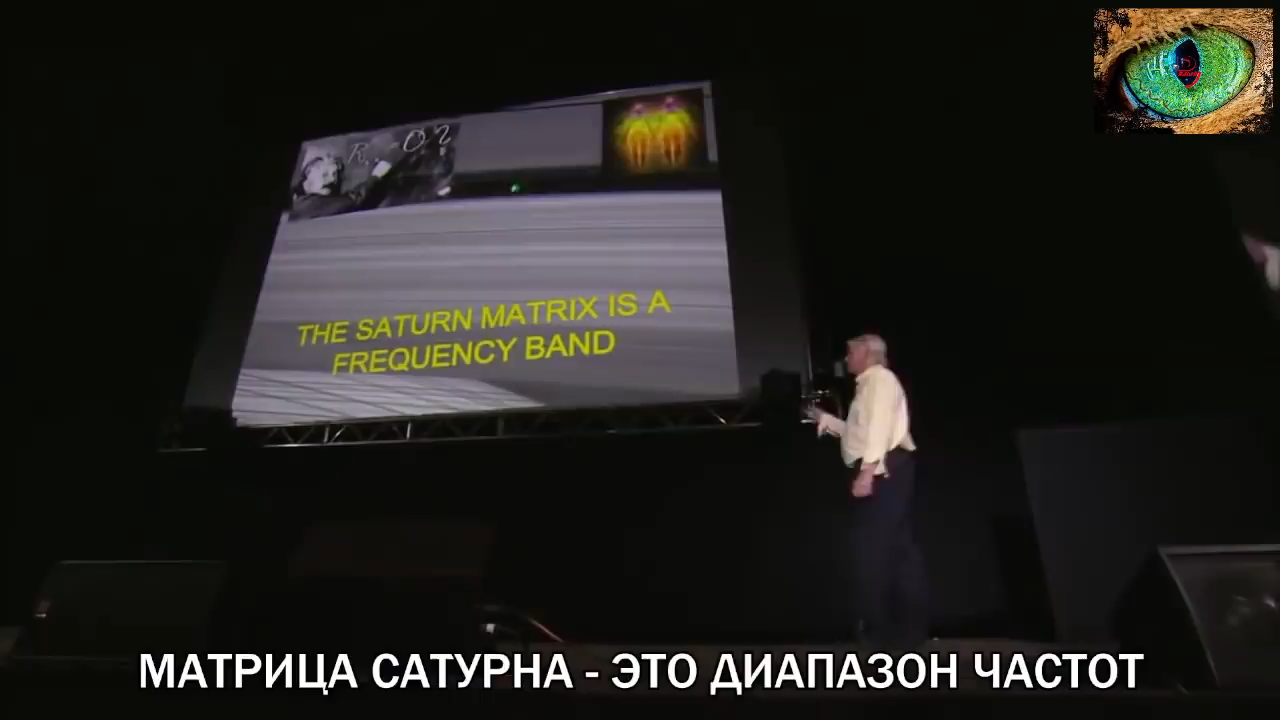 THE SATURN MATRIX IS A
FREQUENCY BAND
МАТРИЦА САТУРНА - ЭТО ДИАПАЗОН ЧАСТОТ